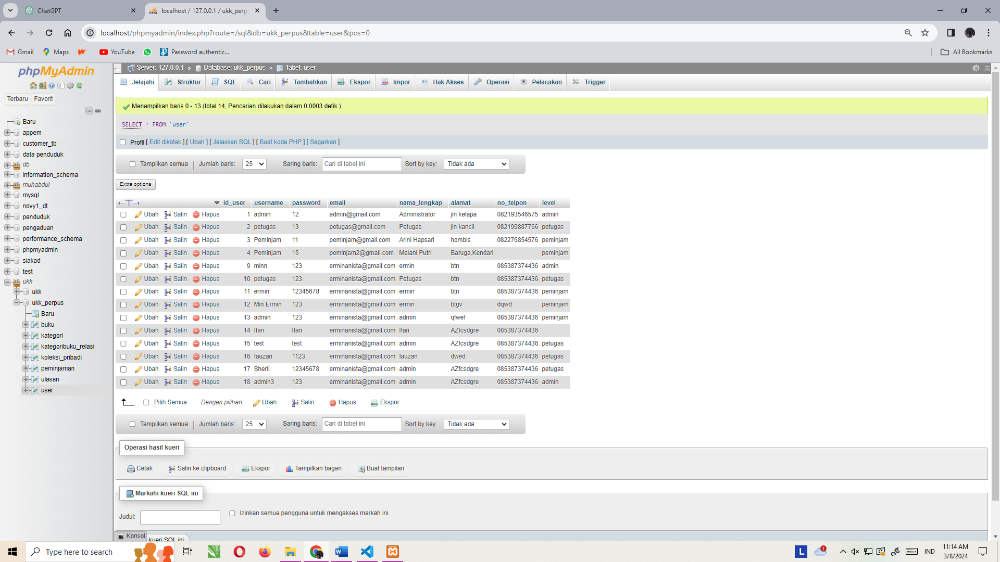 ChatGPT
localhost / 127.0.0.1 / ukk_perp
localhost/phpmyadmin/index.php?route=/sql&db=ukk_perpus&table=user&pos=0
Gmail Maps YouTube Password authentic... All Bookmarks
phpMyAdmin
Terbaru Favorit
Baru
appem
customer_tb
data penduduk
db
information_schema
muhabdul
mysql
novy1_dt
penduduk
pengaduan
performance_schema
phpmyadmin
siakad
test
ukk
ukk
ukk_perpus
Baru
buku
kategori
kategoribuku_relasi
koleksi_pribadi
peminjaman
ulasan
user
Server: 127.0.0.1 » Database: ukk_perpus » Tabel: user
Jelajahi Struktur SQL Cari Tambahkan Ekspor Impor Hak Akses Operasi Pelacakan Trigger
Menampilkan baris 0 - 13 (total 14, Pencarian dilakukan dalam 0,0003 detik.)
SELECT * FROM `user`
Profil [ Edit dikotak ] [ Ubah ] [ Jelaskan SQL ] [ Buat kode PHP ] [ Segarkan ]
Tampilkan semua Jumlah baris: 25 Saring baris: Cari di tabel ini Sort by key: Tidak ada
Extra options
id_user username password email nama_lengkap alamat no_telpon level
Ubah Salin Hapus 1 admin 12 admin@gmail.com Administrator jln kelapa 082193546575 admin
Ubah Salin Hapus 2 petugas 13 petugas@gmail.com Petugas jln kancil 082199887766 petugas
Ubah Salin Hapus 3 Peminjam 11 peminjam@gmail.com Arini Hapsari hombis 082276854576 peminjam
Ubah Salin Hapus 4 Peminjam 15 peminjam2@gmail.com Melani Putri Baruga,Kendari peminjam
Ubah Salin Hapus 9 minn 123 erminanista@gmail.com ermin btn 085387374436 admin
Ubah Salin Hapus 10 petugas 123 erminanista@gmail.com Petugas btn 085387374436 petugas
Ubah Salin Hapus 11 ermin 12345678 erminanista@gmail.com ermin btn 085387374436 peminjam
Ubah Salin Hapus 12 Min Ermin 123 erminanista@gmail.com ermin btgv dqwd peminjam
Ubah Salin Hapus 13 admin 123 erminanista@gmail.com admin qfwef 085387374436 peminjam
Ubah Salin Hapus 14 Ifan Ifan erminanista@gmail.com Ifan AZfcsdgre 085387374436
Ubah Salin Hapus 15 test test erminanista@gmail.com admin AZfcsdgre 085387374436 petugas
Ubah Salin Hapus 16 fauzan 1123 erminanista@gmail.com fauzan dwed 085387374436 petugas
Ubah Salin Hapus 17 Sherli 12345678 erminanista@gmail.com admin AZfcsdgre 085387374436 petugas
Ubah Salin Hapus 18 admin3 123 erminanista@gmail.com admin AZfcsdgre 085387374436 admin
Pilih Semua Dengan pilihan: Ubah Salin Hapus Ekspor
Tampilkan semua Jumlah baris: 25 Saring baris: Cari di tabel ini Sort by key: Tidak ada
Operasi hasil kueri
Cetak Salin ke clipboard Ekspor Tampilkan bagan Buat tampilan
Markahi kueri SQL ini
Judul: Izinkan semua pengguna untuk mengakses markah ini
Konsol kueri SQL ini
Type here to search
L 1 IND 11:14 AM
3/8/2024